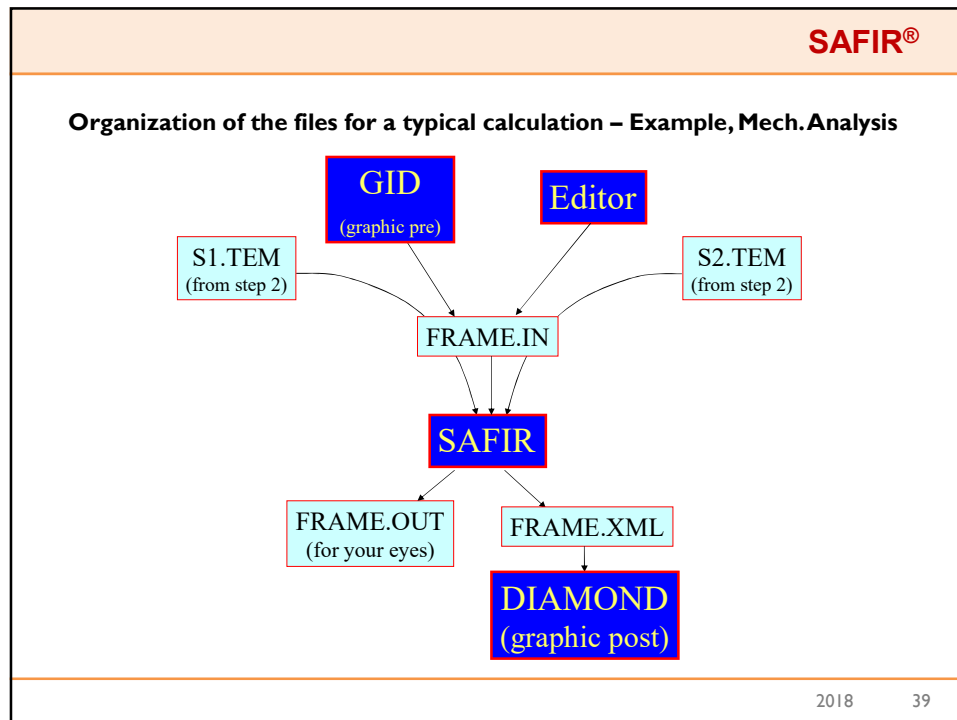 SAFIR®
Organization of the files for a typical calculation – Example, Mech. Analysis
GID
(graphic pre)
Editor
S1.TEM
(from step 2)
S2.TEM
(from step 2)
FRAME.IN
SAFIR
FRAME.OUT
(for your eyes)
FRAME.XML
DIAMOND
(graphic post)
2018 39